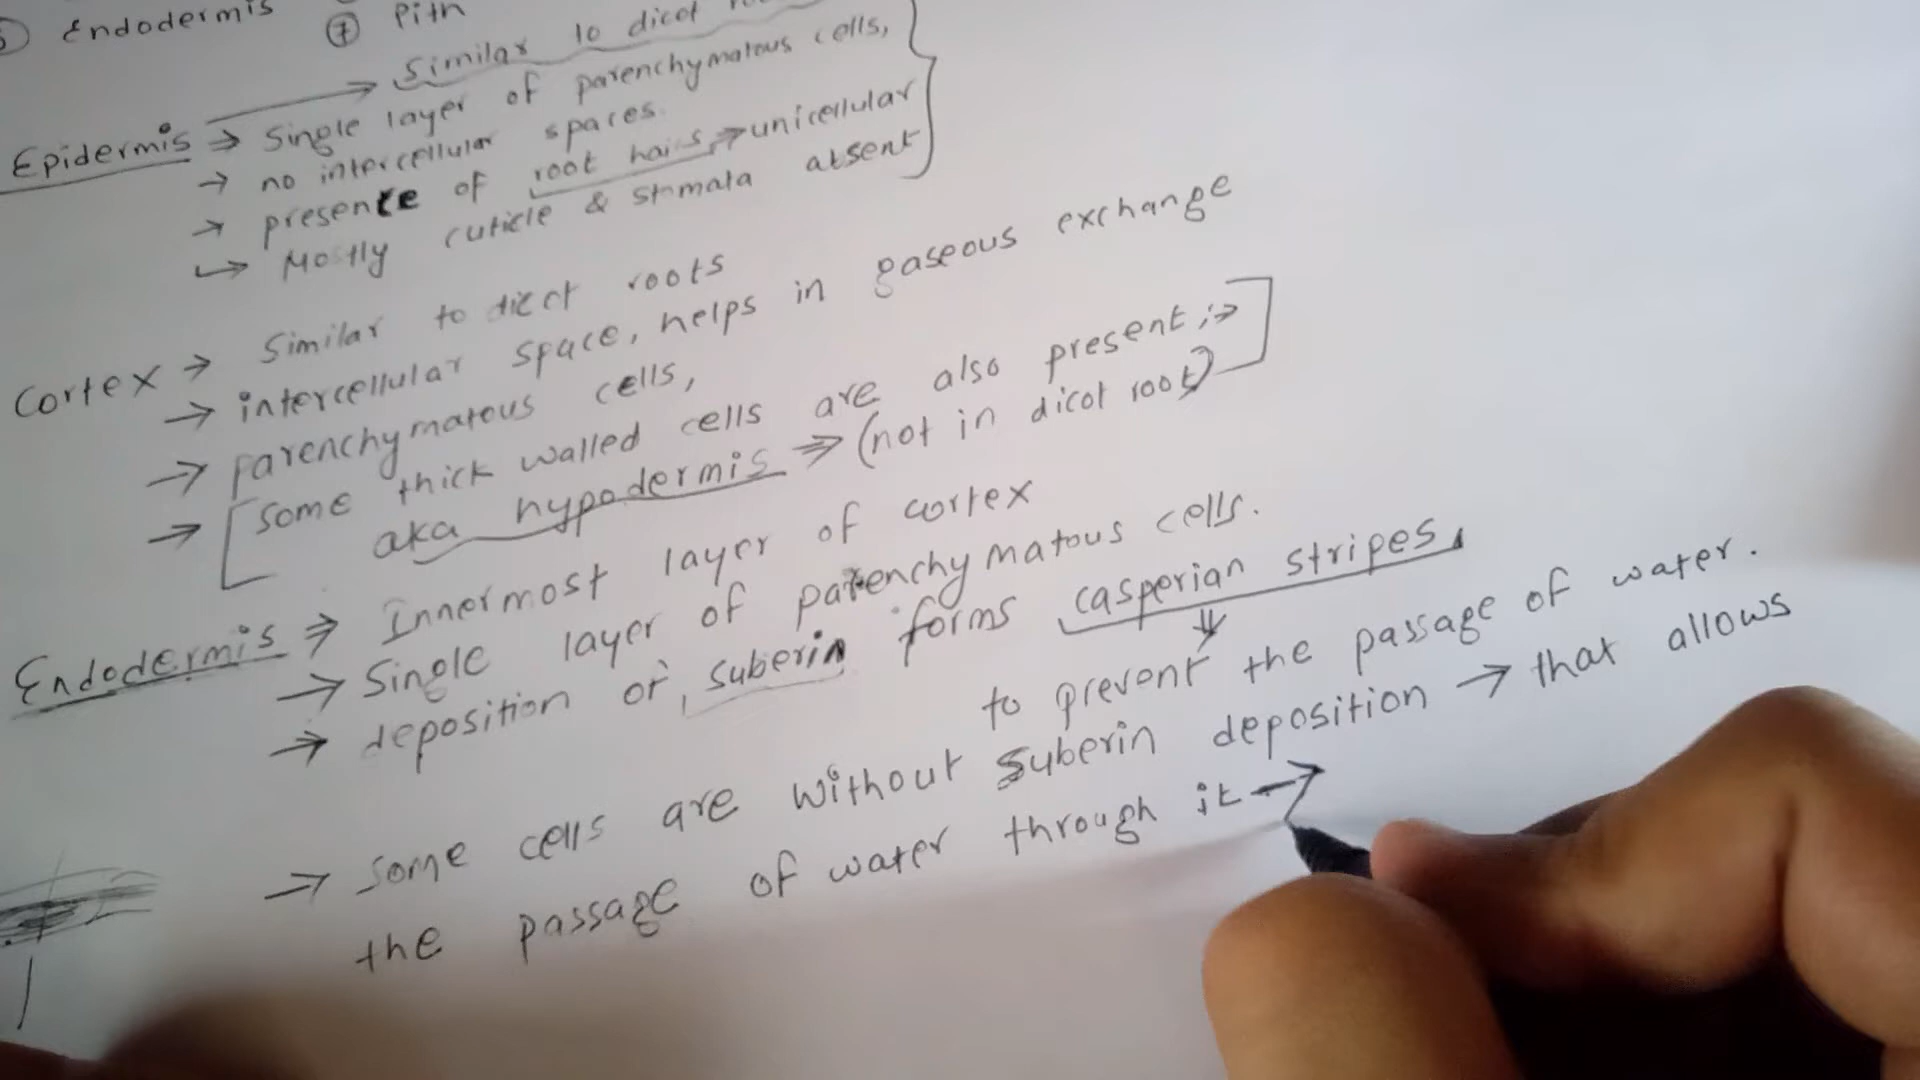 Endodermis ⑦ Pith
→ Similar to dicot
Epidermis → Single layer of parenchymatous cells,
→ no intercellular spaces.
→ presence of root hairs → unicellular
↳ Mostly cuticle & stomata absent
Cortex → Similar to dicot roots
→ intercellular space, helps in gaseous exchange
→ parenchymatous cells,
→ [some thick walled cells are also present ;→]
aka hypodermis ⇒ (not in dicot root)
Endodermis ⇒ Innermost layer of cortex
→ Single layer of parenchymatous cells.
→ deposition of suberin forms casperian stripes.
⇓
to prevent the passage of water.
→ some cells are without suberin deposition → that allows
the passage of water through it →